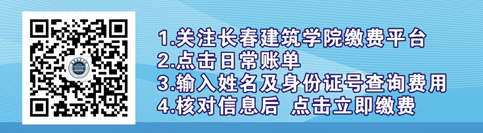 1.关注长春建筑学院缴费平台
2.点击日常账单
3.输入姓名及身份证号查询费用
4.核对信息后 点击立即缴费